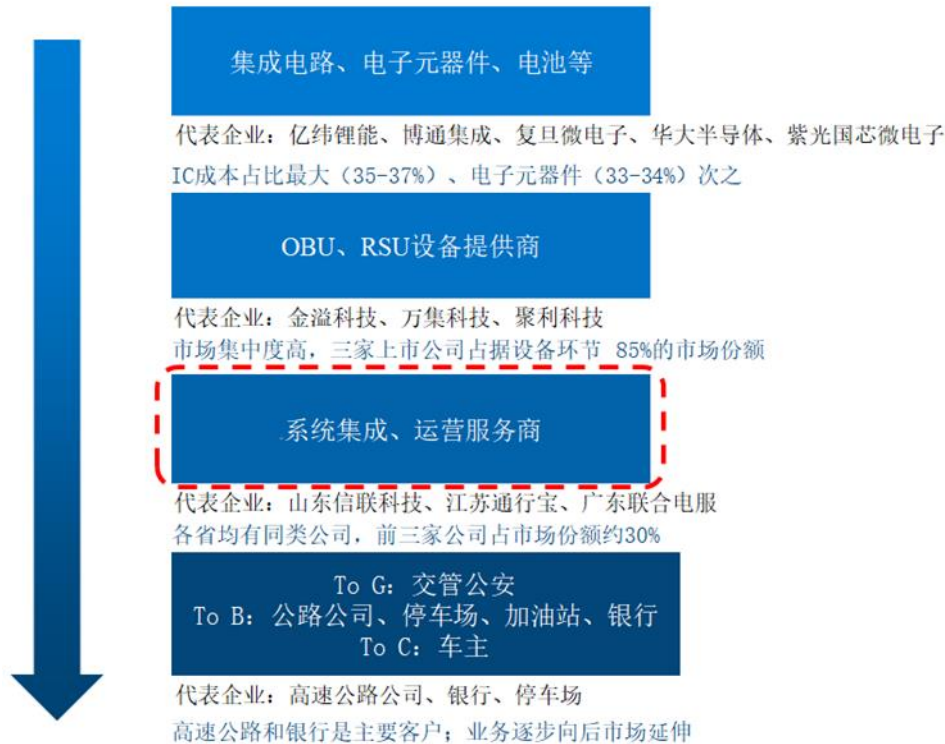 集成电路、电子元器件、电池等
代表企业：亿纬锂能、博通集成、复旦微电子、华大半导体、紫光国芯微电子
IC成本占比最大（35-37%）、电子元器件（33-34%）次之
OBU、RSU设备提供商
代表企业：金溢科技、万集科技、聚利科技
市场集中度高，三家上市公司占据设备环节 85%的市场份额
系统集成、运营服务商
代表企业：山东信联科技、江苏通行宝、广东联合电服
各省均有同类公司，前三家公司占市场份额约30%
To G：交管公安
To B：公路公司、停车场、加油站、银行
To C：车主
代表企业：高速公路公司、银行、停车场
高速公路和银行是主要客户；业务逐步向后市场延伸